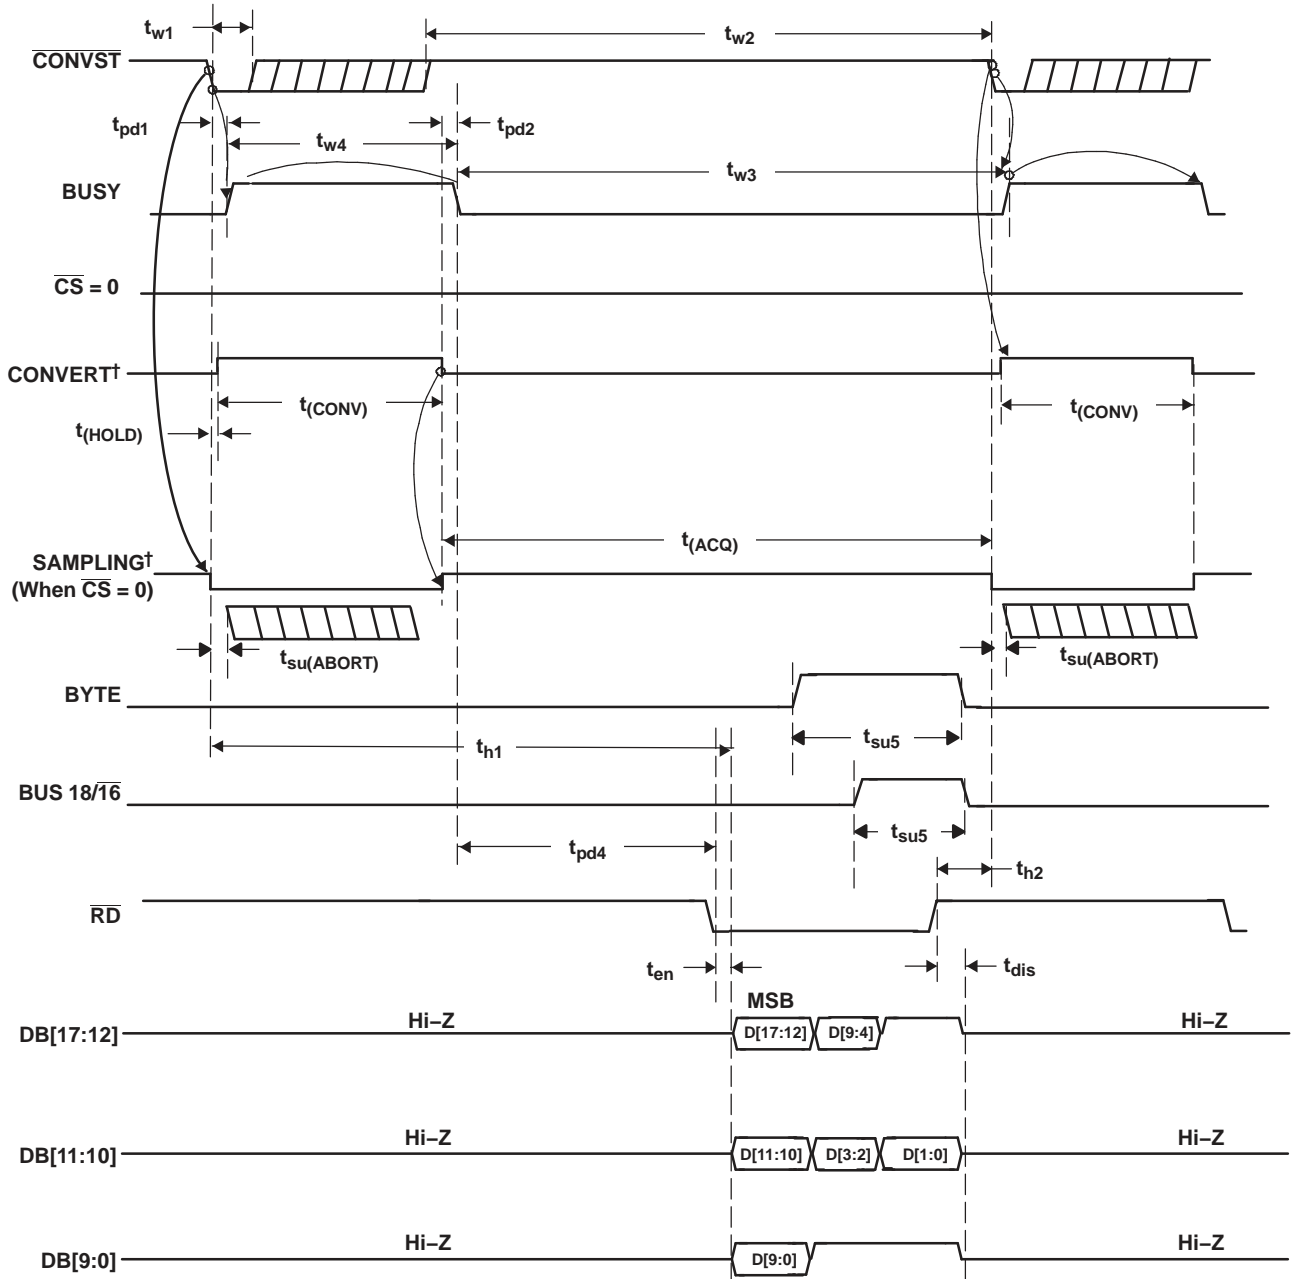 tw1
tw2
CONVST
tpd1
tw4
tpd2
tw3
BUSY
CS = 0
CONVERT†
t(CONV)
t(CONV)
t(HOLD)
SAMPLING†
(When CS = 0)
t(ACQ)
tsu(ABORT)
tsu(ABORT)
BYTE
th1
tsu5
BUS 18/16
tsu5
tpd4
th2
RD
ten
tdis
MSB
DB[17:12]
Hi–Z
D[17:12]
D[9:4]
Hi–Z
DB[11:10]
Hi–Z
D[11:10]
D[3:2]
D[1:0]
Hi–Z
DB[9:0]
Hi–Z
D[9:0]
Hi–Z